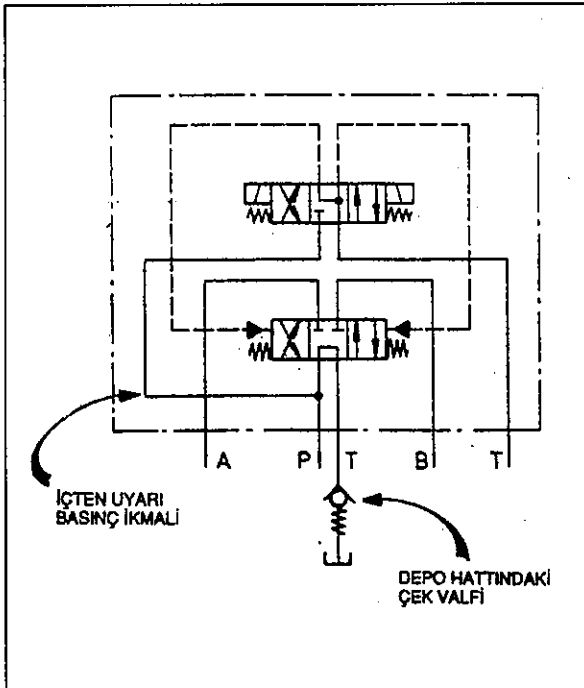 A P T B T
İÇTEN UYARI
BASINÇ İKMALİ
DEPO HATTINDAKİ
ÇEK VALFİ